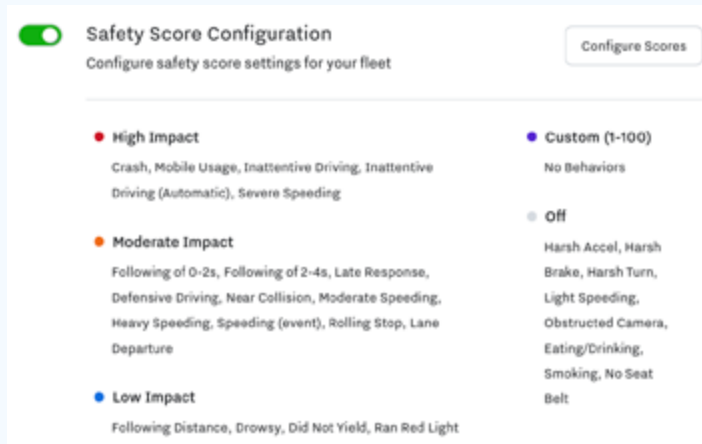 Safety Score Configuration
Configure Scores
Configure safety score settings for your fleet
High Impact
Crash, Mobile Usage, Inattentive Driving, Inattentive
Driving (Automatic), Severe Speeding
Moderate Impact
Following of 0-2s, Following of 2-4s, Late Response,
Defensive Driving, Near Collision, Moderate Speeding,
Heavy Speeding, Speeding (event), Rolling Stop, Lane
Departure
Low Impact
Following Distance, Drowsy, Did Not Yield, Ran Red Light
Custom (1-100)
No Behaviors
Off
Harsh Accel, Harsh
Brake, Harsh Turn,
Light Speeding,
Obstructed Camera,
Eating/Drinking,
Smoking, No Seat
Belt